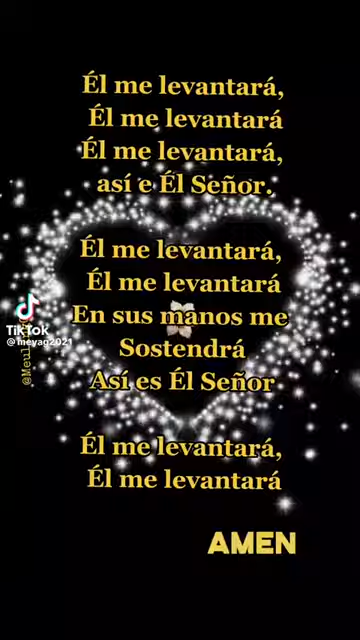 Él me levantará,
Él me levantará
Él me levantará,
así e Él Señor.
Él me levantará,
Él me levantará
En sus manos me
Sostendrá
Así es Él Señor
Él me levantará,
Él me levantará
AMEN
TikTok
@meyag2021